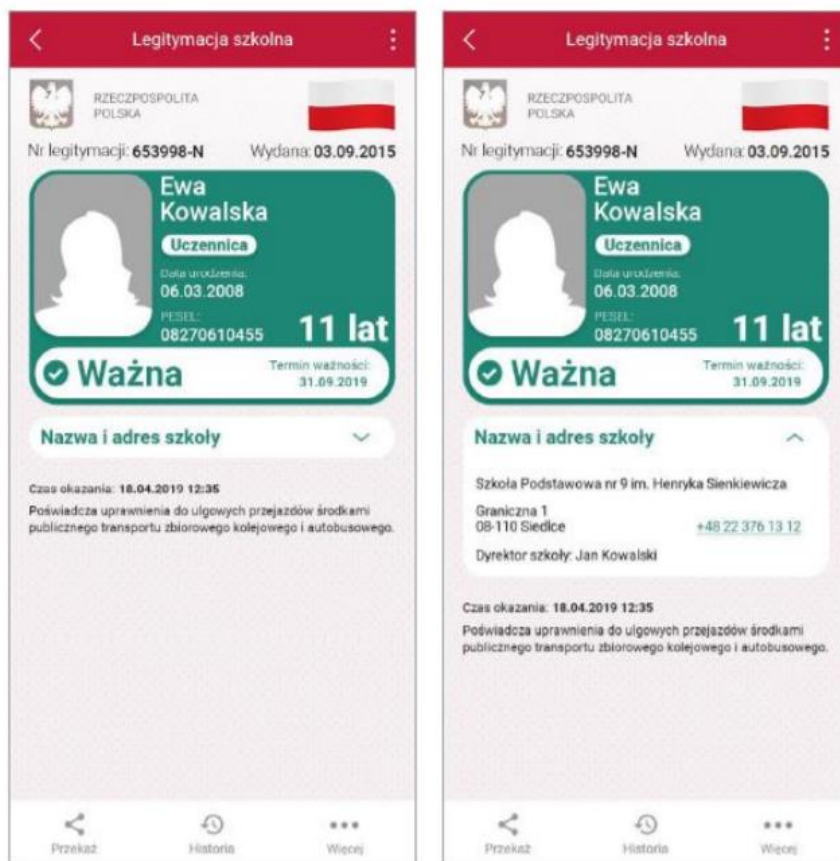 Legitymacja szkolna
RZECZPOSPOLITA
POLSKA
Nr legitymacji: 653998-N Wydana: 03.09.2015
Ewa
Kowalska
Uczennica
Data urodzenia:
06.03.2008
PESEL:
08270610455
11 lat
Ważna
Termin ważności:
31.09.2019
Nazwa i adres szkoły
Czas okazania: 18.04.2019 12:35
Poświadcza uprawnienia do ulgowych przejazdów środkami
publicznego transportu zbiorowego kolejowego i autobusowego.
Przekaż Historia Więcej
Legitymacja szkolna
RZECZPOSPOLITA
POLSKA
Nr legitymacji: 653998-N Wydana: 03.09.2015
Ewa
Kowalska
Uczennica
Data urodzenia:
06.03.2008
PESEL:
08270610455
11 lat
Ważna
Termin ważności:
31.09.2019
Nazwa i adres szkoły
Szkoła Podstawowa nr 9 im. Henryka Sienkiewicza
Graniczna 1
08-110 Siedlce +48 22 376 13 12
Dyrektor szkoły: Jan Kowalski
Czas okazania: 18.04.2019 12:35
Poświadcza uprawnienia do ulgowych przejazdów środkami
publicznego transportu zbiorowego kolejowego i autobusowego.
Przekaż Historia Więcej